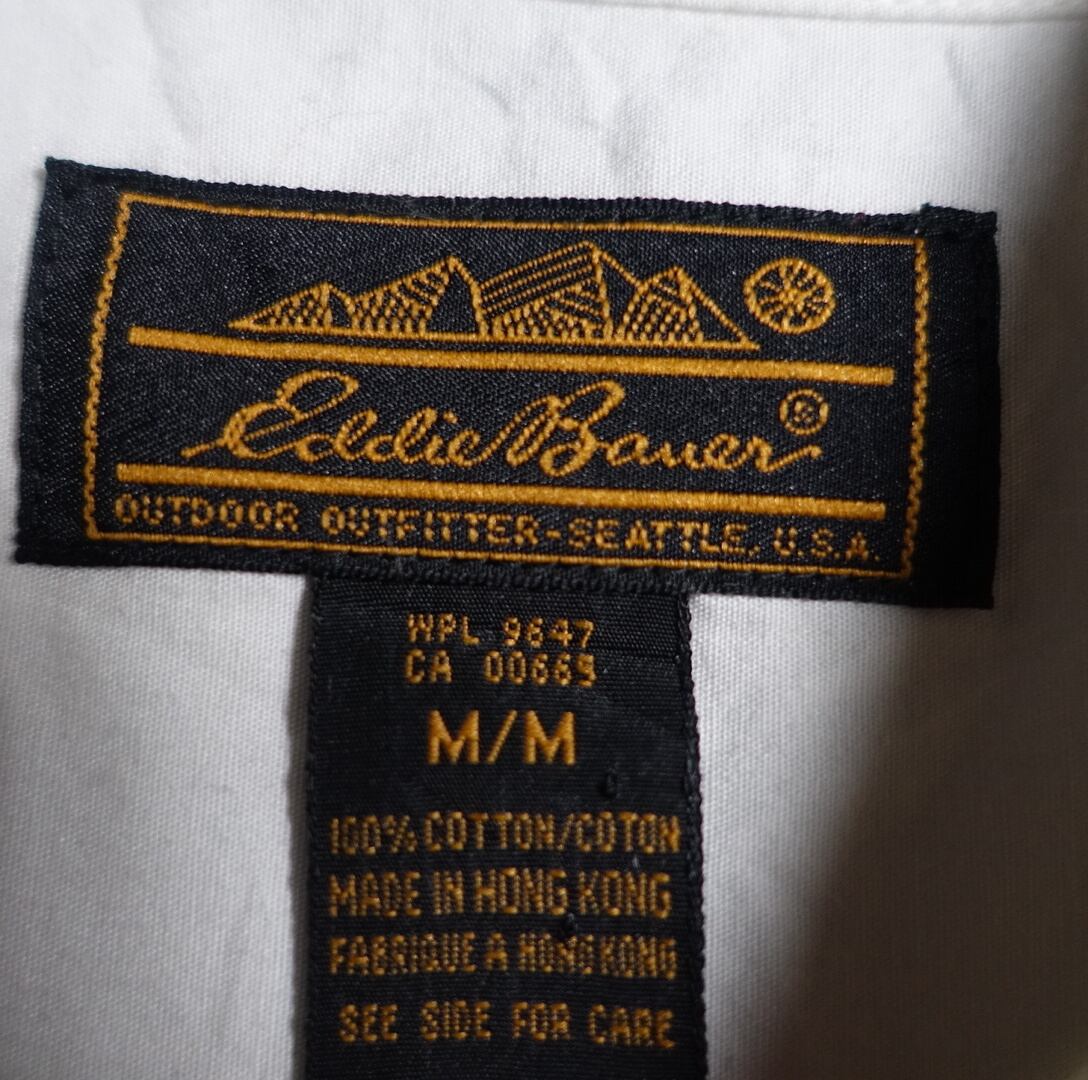 Eddie Bauer®
OUTDOOR OUTFITTER-SEATTLE, U.S.A.
WPL 9647
CA 00669
M/M
100% COTTON/COTON
MADE IN HONG KONG
FABRIQUE A HONG KONG
SEE SIDE FOR CARE